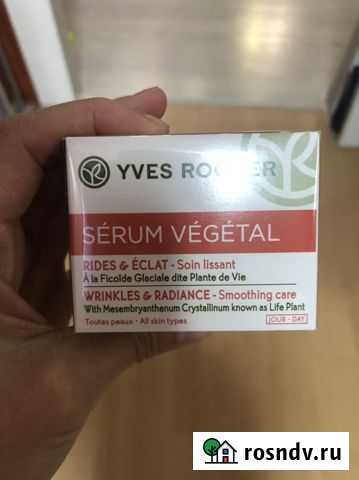 YVES ROCHER
SÉRUM VÉGÉTAL
RIDES & ÉCLAT - Soin lissant
À la Ficoïde Glaciale dite Plante de Vie
WRINKLES & RADIANCE - Smoothing care
With Mesembryanthenum Crystallinum known as Life Plant
Toutes peaux • All skin types
JOUR - DAY
rosndv.ru